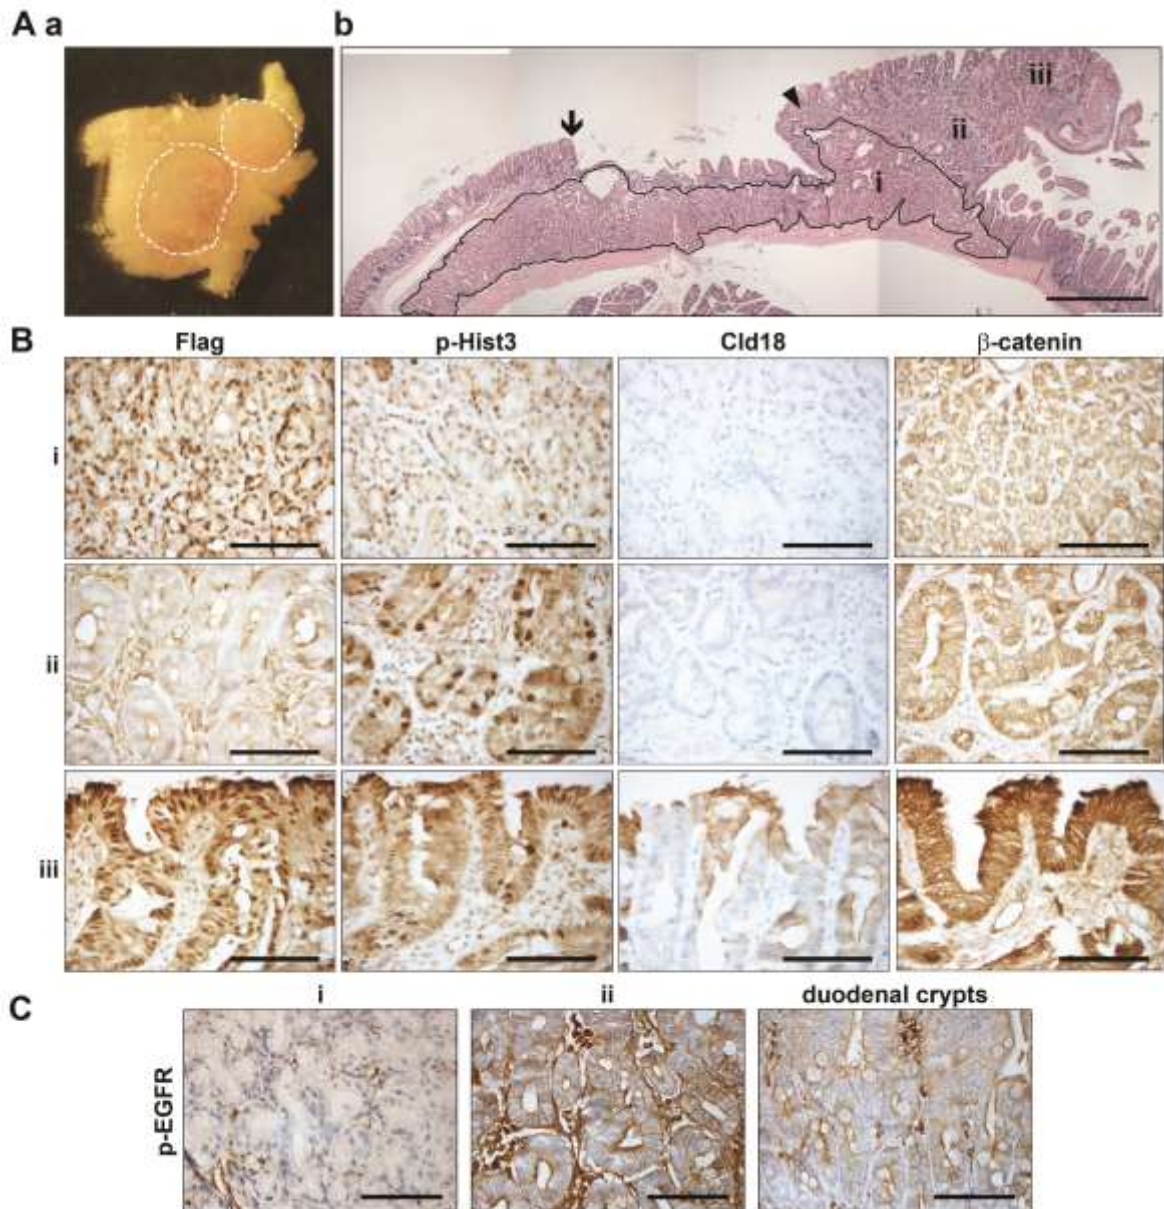 A a b
iii
ii
i
B Flag p-Hist3 Cld18 β-catenin
i
ii
iii
C i ii duodenal crypts
p-EGFR